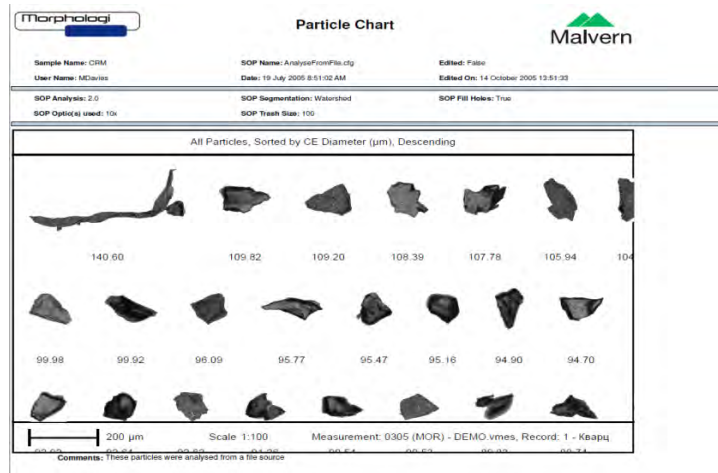 Morphologi
Particle Chart
Malvern
Sample Name: CRM SOP Name: AnalyseFromFile.cfg Edited: False
User Name: MDavies Date: 19 July 2005 8:51:02 AM Edited On: 14 October 2005 13:51:33
SOP Analysis: 2.0 SOP Segmentation: Watershed SOP Fill Holes: True
SOP Optic(s) used: 10x SOP Trash Size: 100
All Particles, Sorted by CE Diameter (µm), Descending
140.60 109.82 109.20 108.39 107.78 105.94 104
99.98 99.92 96.09 95.77 95.47 95.16 94.90 94.70
200 µm Scale 1:100 Measurement: 0305 (MOR) - DEMO.vmes, Record: 1 - Кварц
Comments: These particles were analysed from a file source